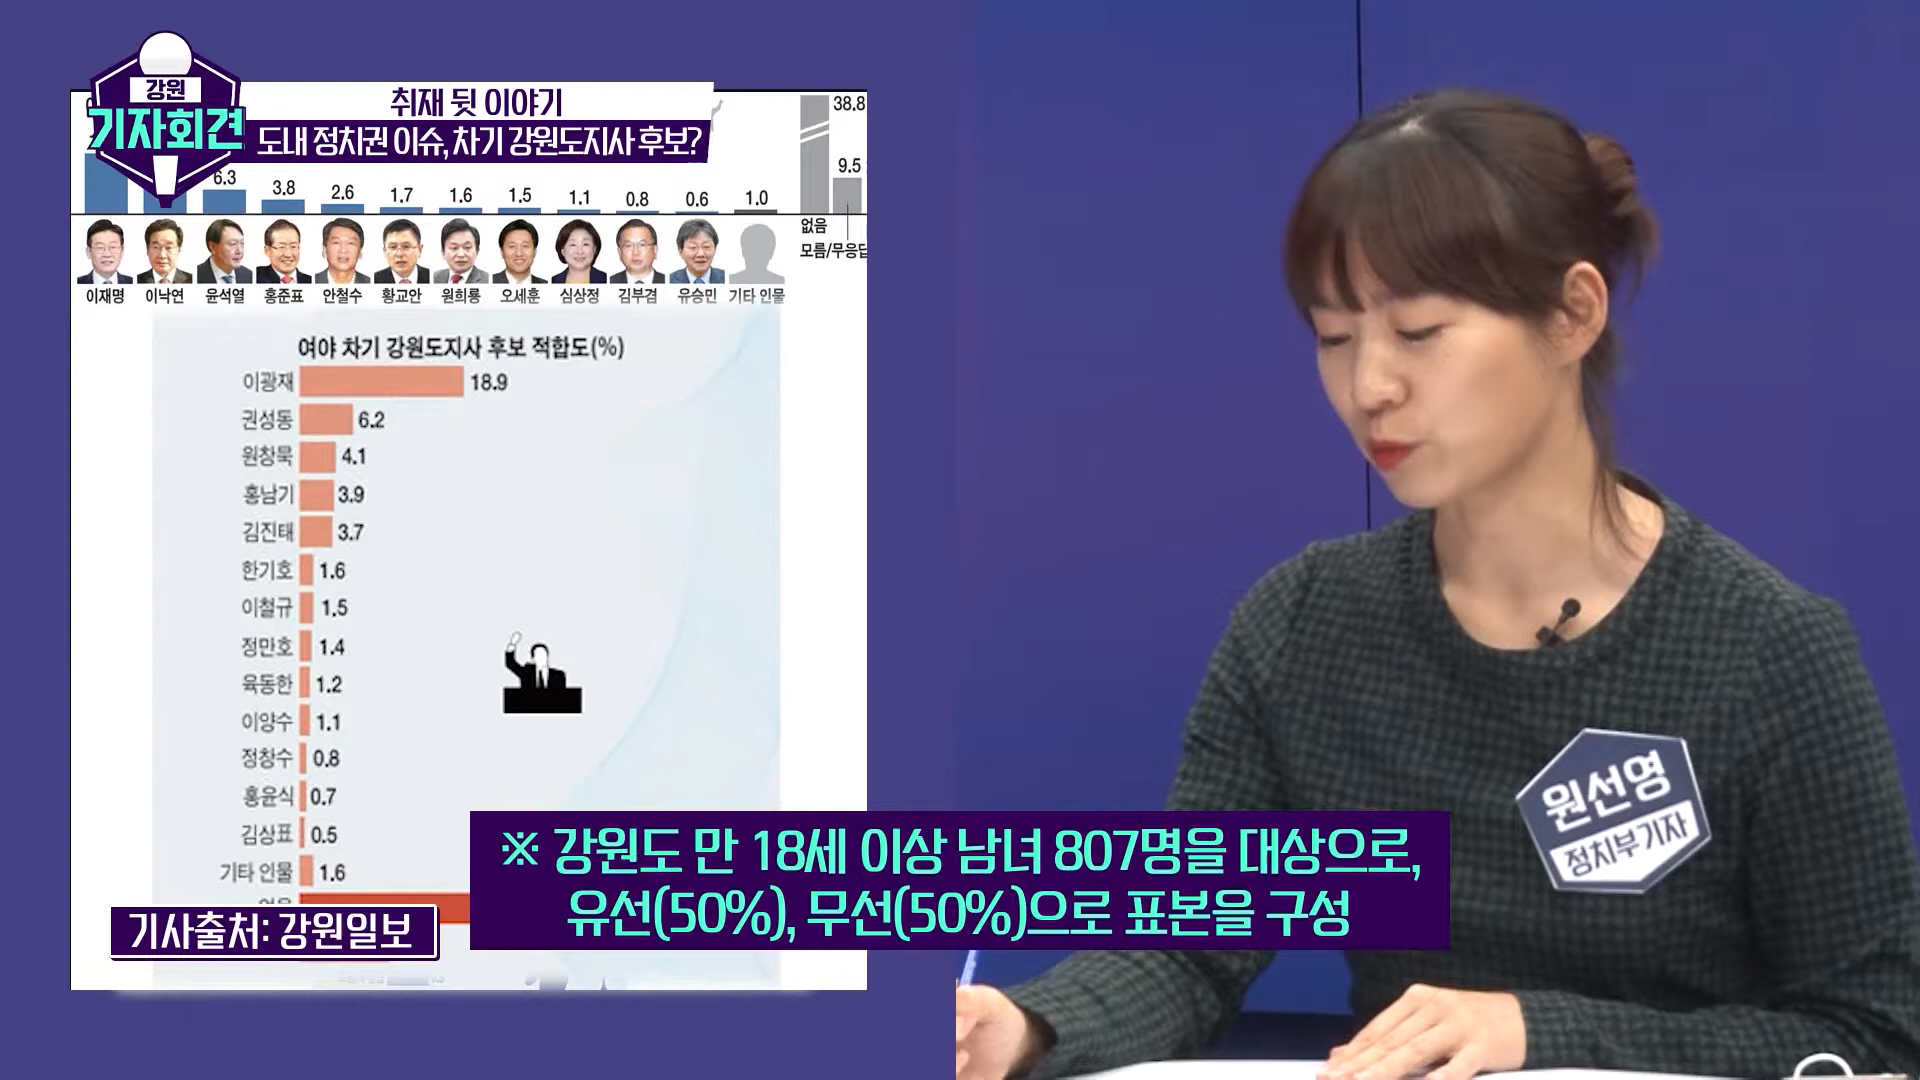 강원
기자회견
취재 뒷 이야기
도내 정치권 이슈, 차기 강원도지사 후보?
38.8
9.5
6.3
3.8
2.6
1.7
1.6
1.5
1.1
0.8
0.6
1.0
없음
모름/무응답
이재명
이낙연
윤석열
홍준표
안철수
황교안
원희룡
오세훈
심상정
김부겸
유승민
기타 인물
여야 차기 강원도지사 후보 적합도(%)
이광재 18.9
권성동 6.2
원창묵 4.1
홍남기 3.9
김진태 3.7
한기호 1.6
이철규 1.5
정만호 1.4
육동한 1.2
이양수 1.1
정창수 0.8
홍윤식 0.7
김상표 0.5
기타 인물 1.6
기사출처: 강원일보
※ 강원도 만 18세 이상 남녀 807명을 대상으로,
유선(50%), 무선(50%)으로 표본을 구성
원선영
정치부기자